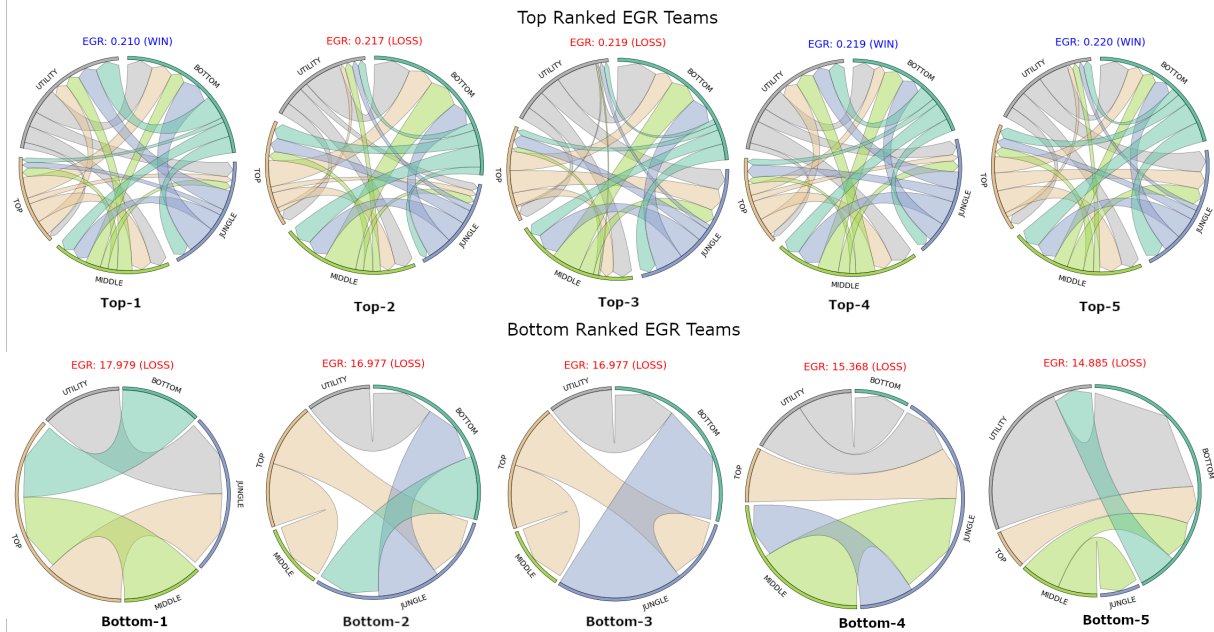 Top Ranked EGR Teams
EGR: 0.210 (WIN)
EGR: 0.217 (LOSS)
EGR: 0.219 (LOSS)
EGR: 0.219 (WIN)
EGR: 0.220 (WIN)
UTILITY
BOTTOM
TOP
JUNGLE
MIDDLE
UTILITY
BOTTOM
TOP
JUNGLE
MIDDLE
UTILITY
BOTTOM
TOP
JUNGLE
MIDDLE
UTILITY
BOTTOM
TOP
JUNGLE
MIDDLE
UTILITY
BOTTOM
TOP
JUNGLE
MIDDLE
Top-1
Top-2
Top-3
Top-4
Top-5
Bottom Ranked EGR Teams
EGR: 17.979 (LOSS)
EGR: 16.977 (LOSS)
EGR: 16.977 (LOSS)
EGR: 15.368 (LOSS)
EGR: 14.885 (LOSS)
UTILITY
BOTTOM
JUNGLE
TOP
MIDDLE
UTILITY
BOTTOM
TOP
MIDDLE
JUNGLE
UTILITY
BOTTOM
TOP
MIDDLE
JUNGLE
UTILITY
BOTTOM
TOP
JUNGLE
MIDDLE
UTILITY
BOTTOM
TOP
MIDDLE
JUNGLE
Bottom-1
Bottom-2
Bottom-3
Bottom-4
Bottom-5